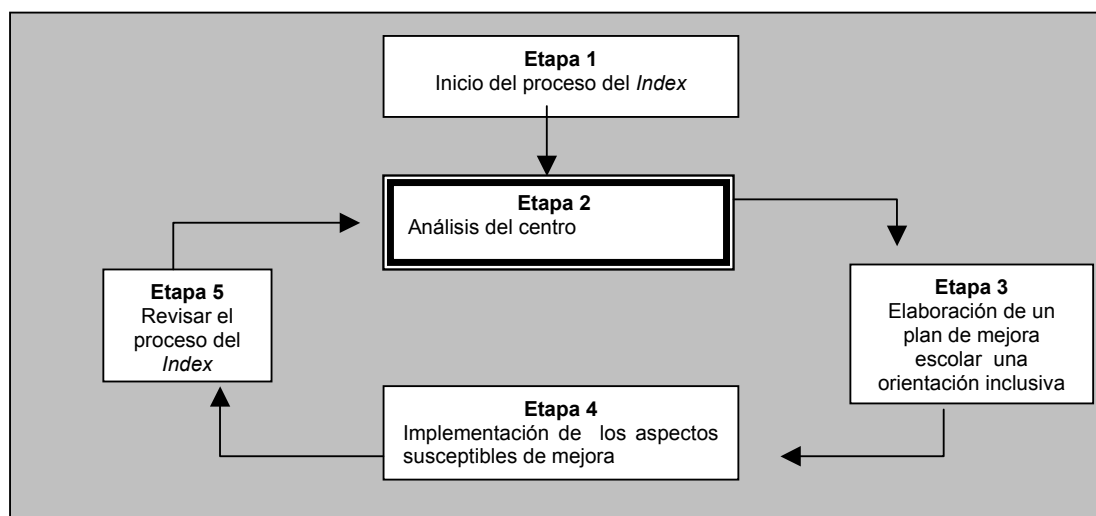 Etapa 1
Inicio del proceso del Index
Etapa 2
Análisis del centro
Etapa 3
Elaboración de un
plan de mejora
escolar una
orientación inclusiva
Etapa 4
Implementación de los aspectos
susceptibles de mejora
Etapa 5
Revisar el
proceso del
Index